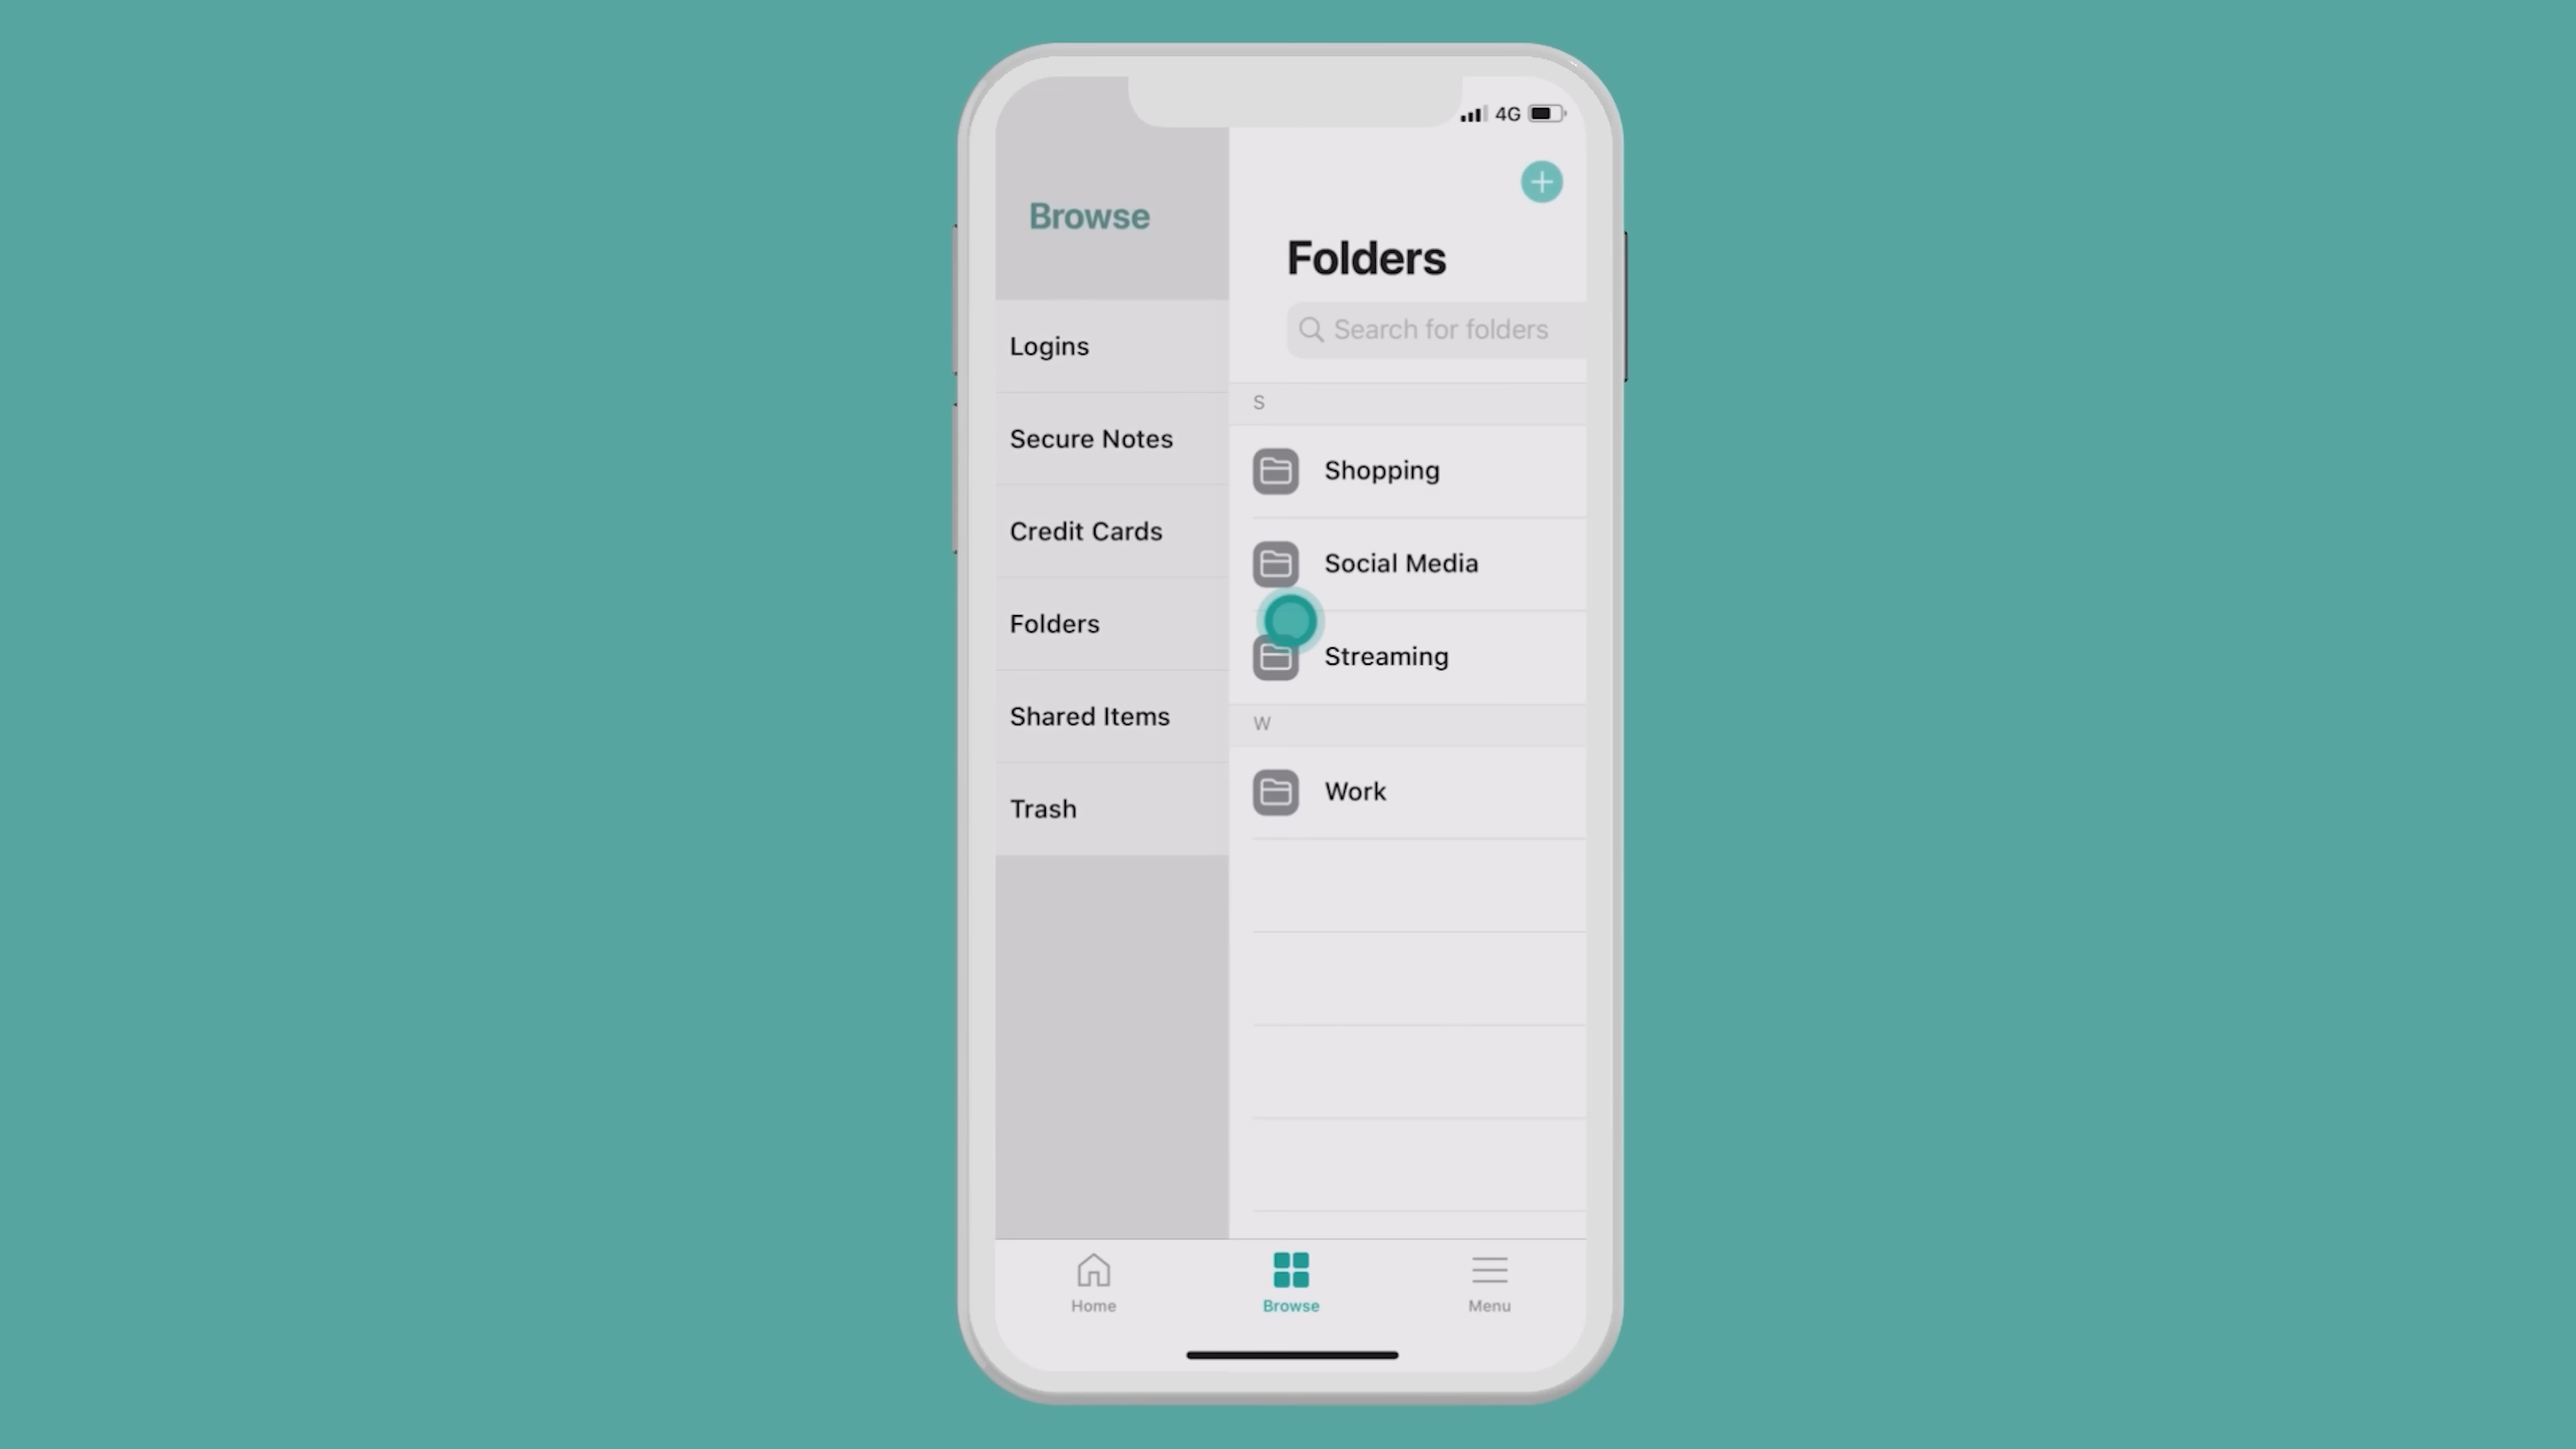 4G
Browse
Logins
Secure Notes
Credit Cards
Folders
Shared Items
Trash
Folders
Search for folders
S
Shopping
Social Media
Streaming
W
Work
Home
Browse
Menu